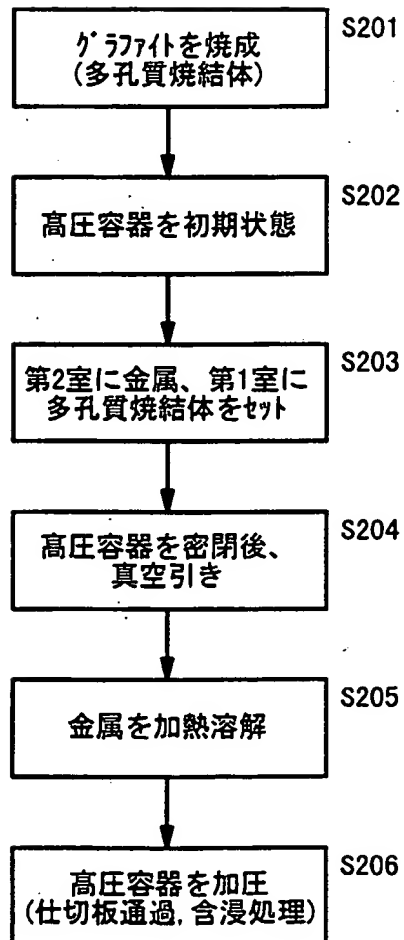 グラファイトを焼成
(多孔質焼結体)
S201
高圧容器を初期状態
S202
第2室に金属、第1室に
多孔質焼結体をセット
S203
高圧容器を密閉後、
真空引き
S204
金属を加熱溶解
S205
高圧容器を加圧
(仕切板通過,含浸処理)
S206